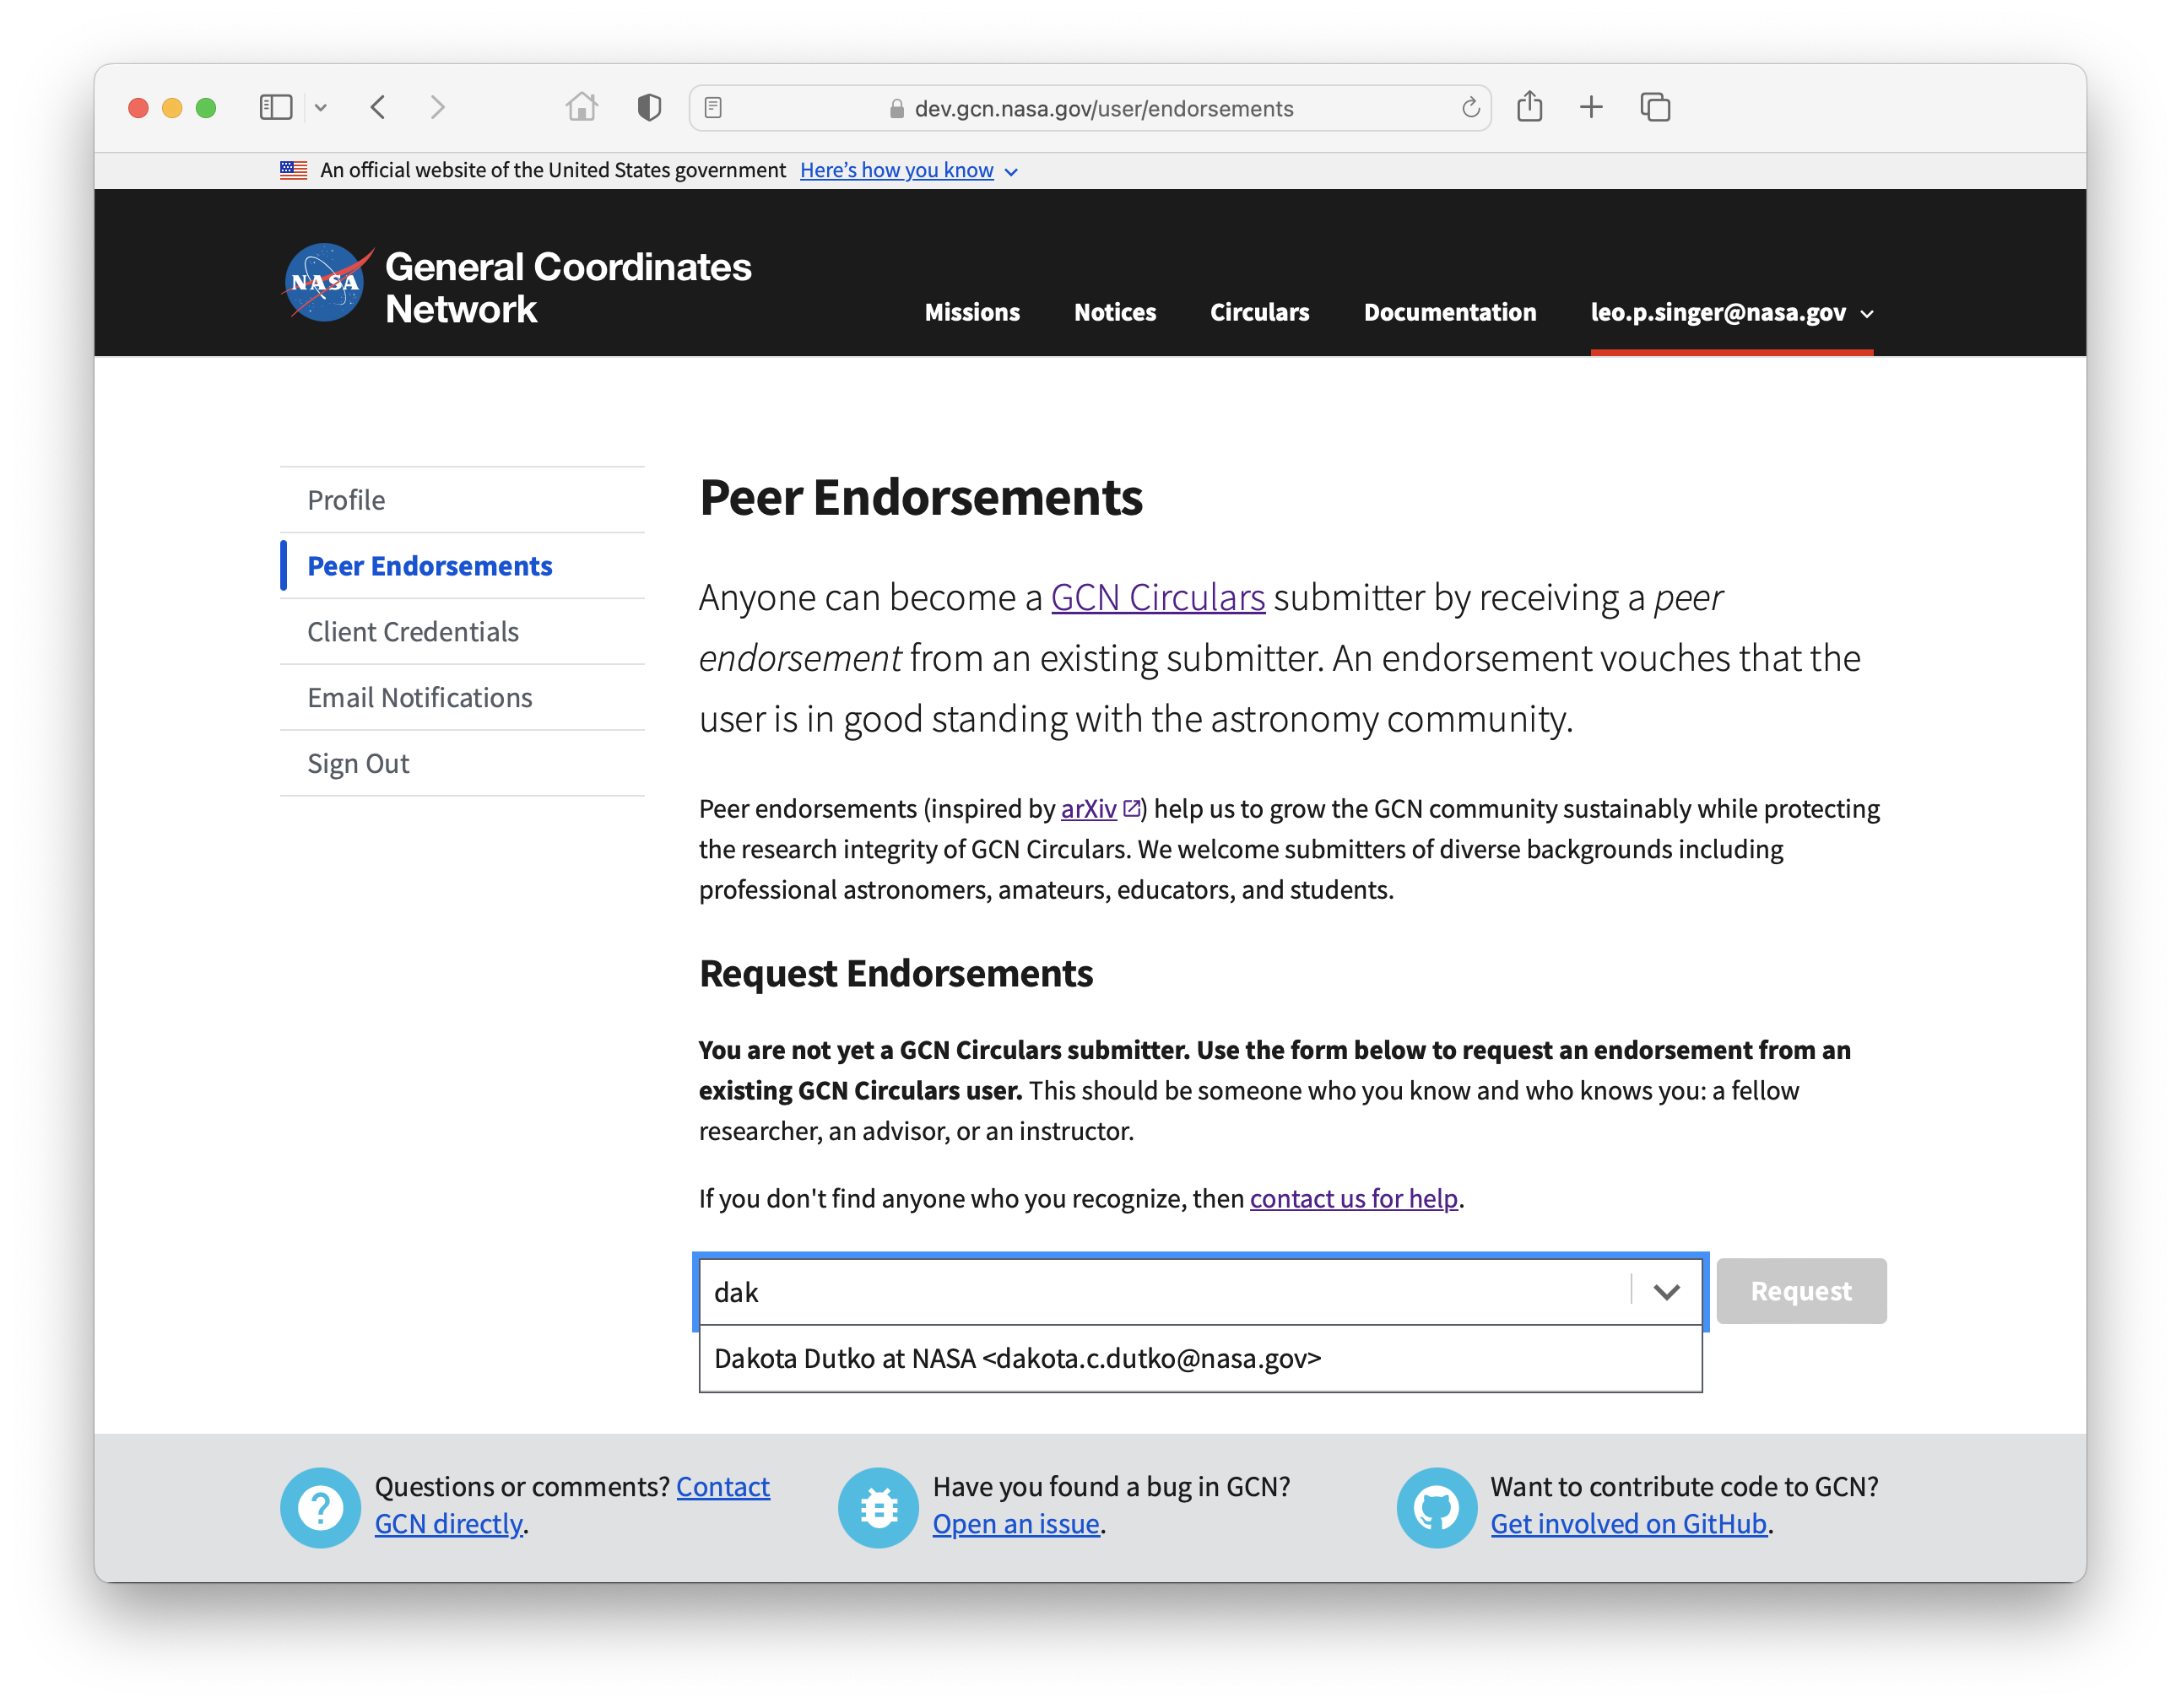 dev.gcn.nasa.gov/user/endorsements
An official website of the United States government Here’s how you know
NASA
General Coordinates
Network
Missions Notices Circulars Documentation leo.p.singer@nasa.gov
Profile
Peer Endorsements
Client Credentials
Email Notifications
Sign Out
Peer Endorsements
Anyone can become a GCN Circulars submitter by receiving a peer
endorsement from an existing submitter. An endorsement vouches that the
user is in good standing with the astronomy community.
Peer endorsements (inspired by arXiv) help us to grow the GCN community sustainably while protecting
the research integrity of GCN Circulars. We welcome submitters of diverse backgrounds including
professional astronomers, amateurs, educators, and students.
Request Endorsements
You are not yet a GCN Circulars submitter. Use the form below to request an endorsement from an
existing GCN Circulars user. This should be someone who you know and who knows you: a fellow
researcher, an advisor, or an instructor.
If you don't find anyone who you recognize, then contact us for help.
dak
Request
Dakota Dutko at NASA <dakota.c.dutko@nasa.gov>
Questions or comments? Contact
GCN directly.
Have you found a bug in GCN?
Open an issue.
Want to contribute code to GCN?
Get involved on GitHub.